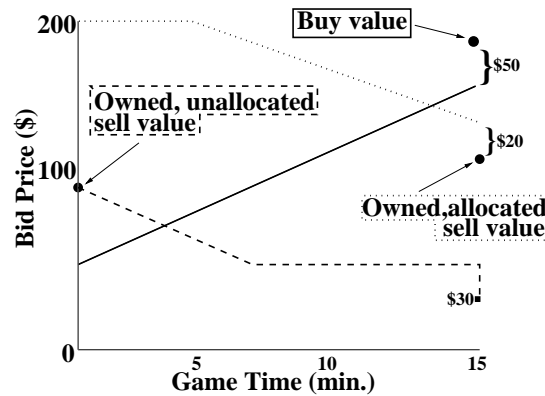 200
Buy value
$50
Owned, unallocated
sell value
$20
100
Bid Price ($)
Owned,allocated
sell value
$30
0
5
10
15
Game Time (min.)